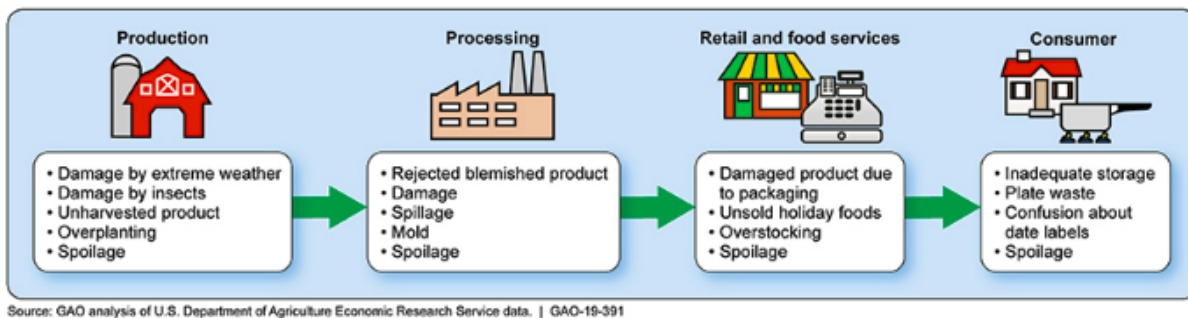 Production
• Damage by extreme weather
• Damage by insects
• Unharvested product
• Overplanting
• Spoilage
Processing
• Rejected blemished product
• Damage
• Spillage
• Mold
• Spoilage
Retail and food services
• Damaged product due
to packaging
• Unsold holiday foods
• Overstocking
• Spoilage
Consumer
• Inadequate storage
• Plate waste
• Confusion about
date labels
• Spoilage
Source: GAO analysis of U.S. Department of Agriculture Economic Research Service data. | GAO-19-391